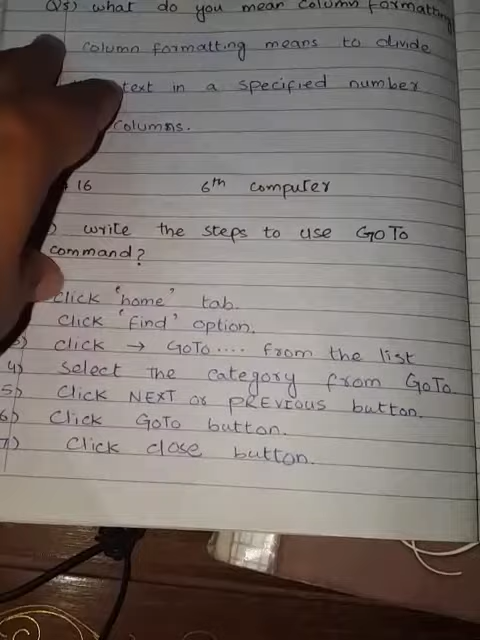 Q5) what do you mean column formatting
column formatting means to divide
text in a specified number
columns.
16 6th computer
) write the steps to use GOTO
command?
click "home" tab.
click "find" option.
3) click → GOTO.... from the list
4) select the category from GOTO
5) click NEXT or PREVIOUS button.
6) click GOTO button.
7) click close button.